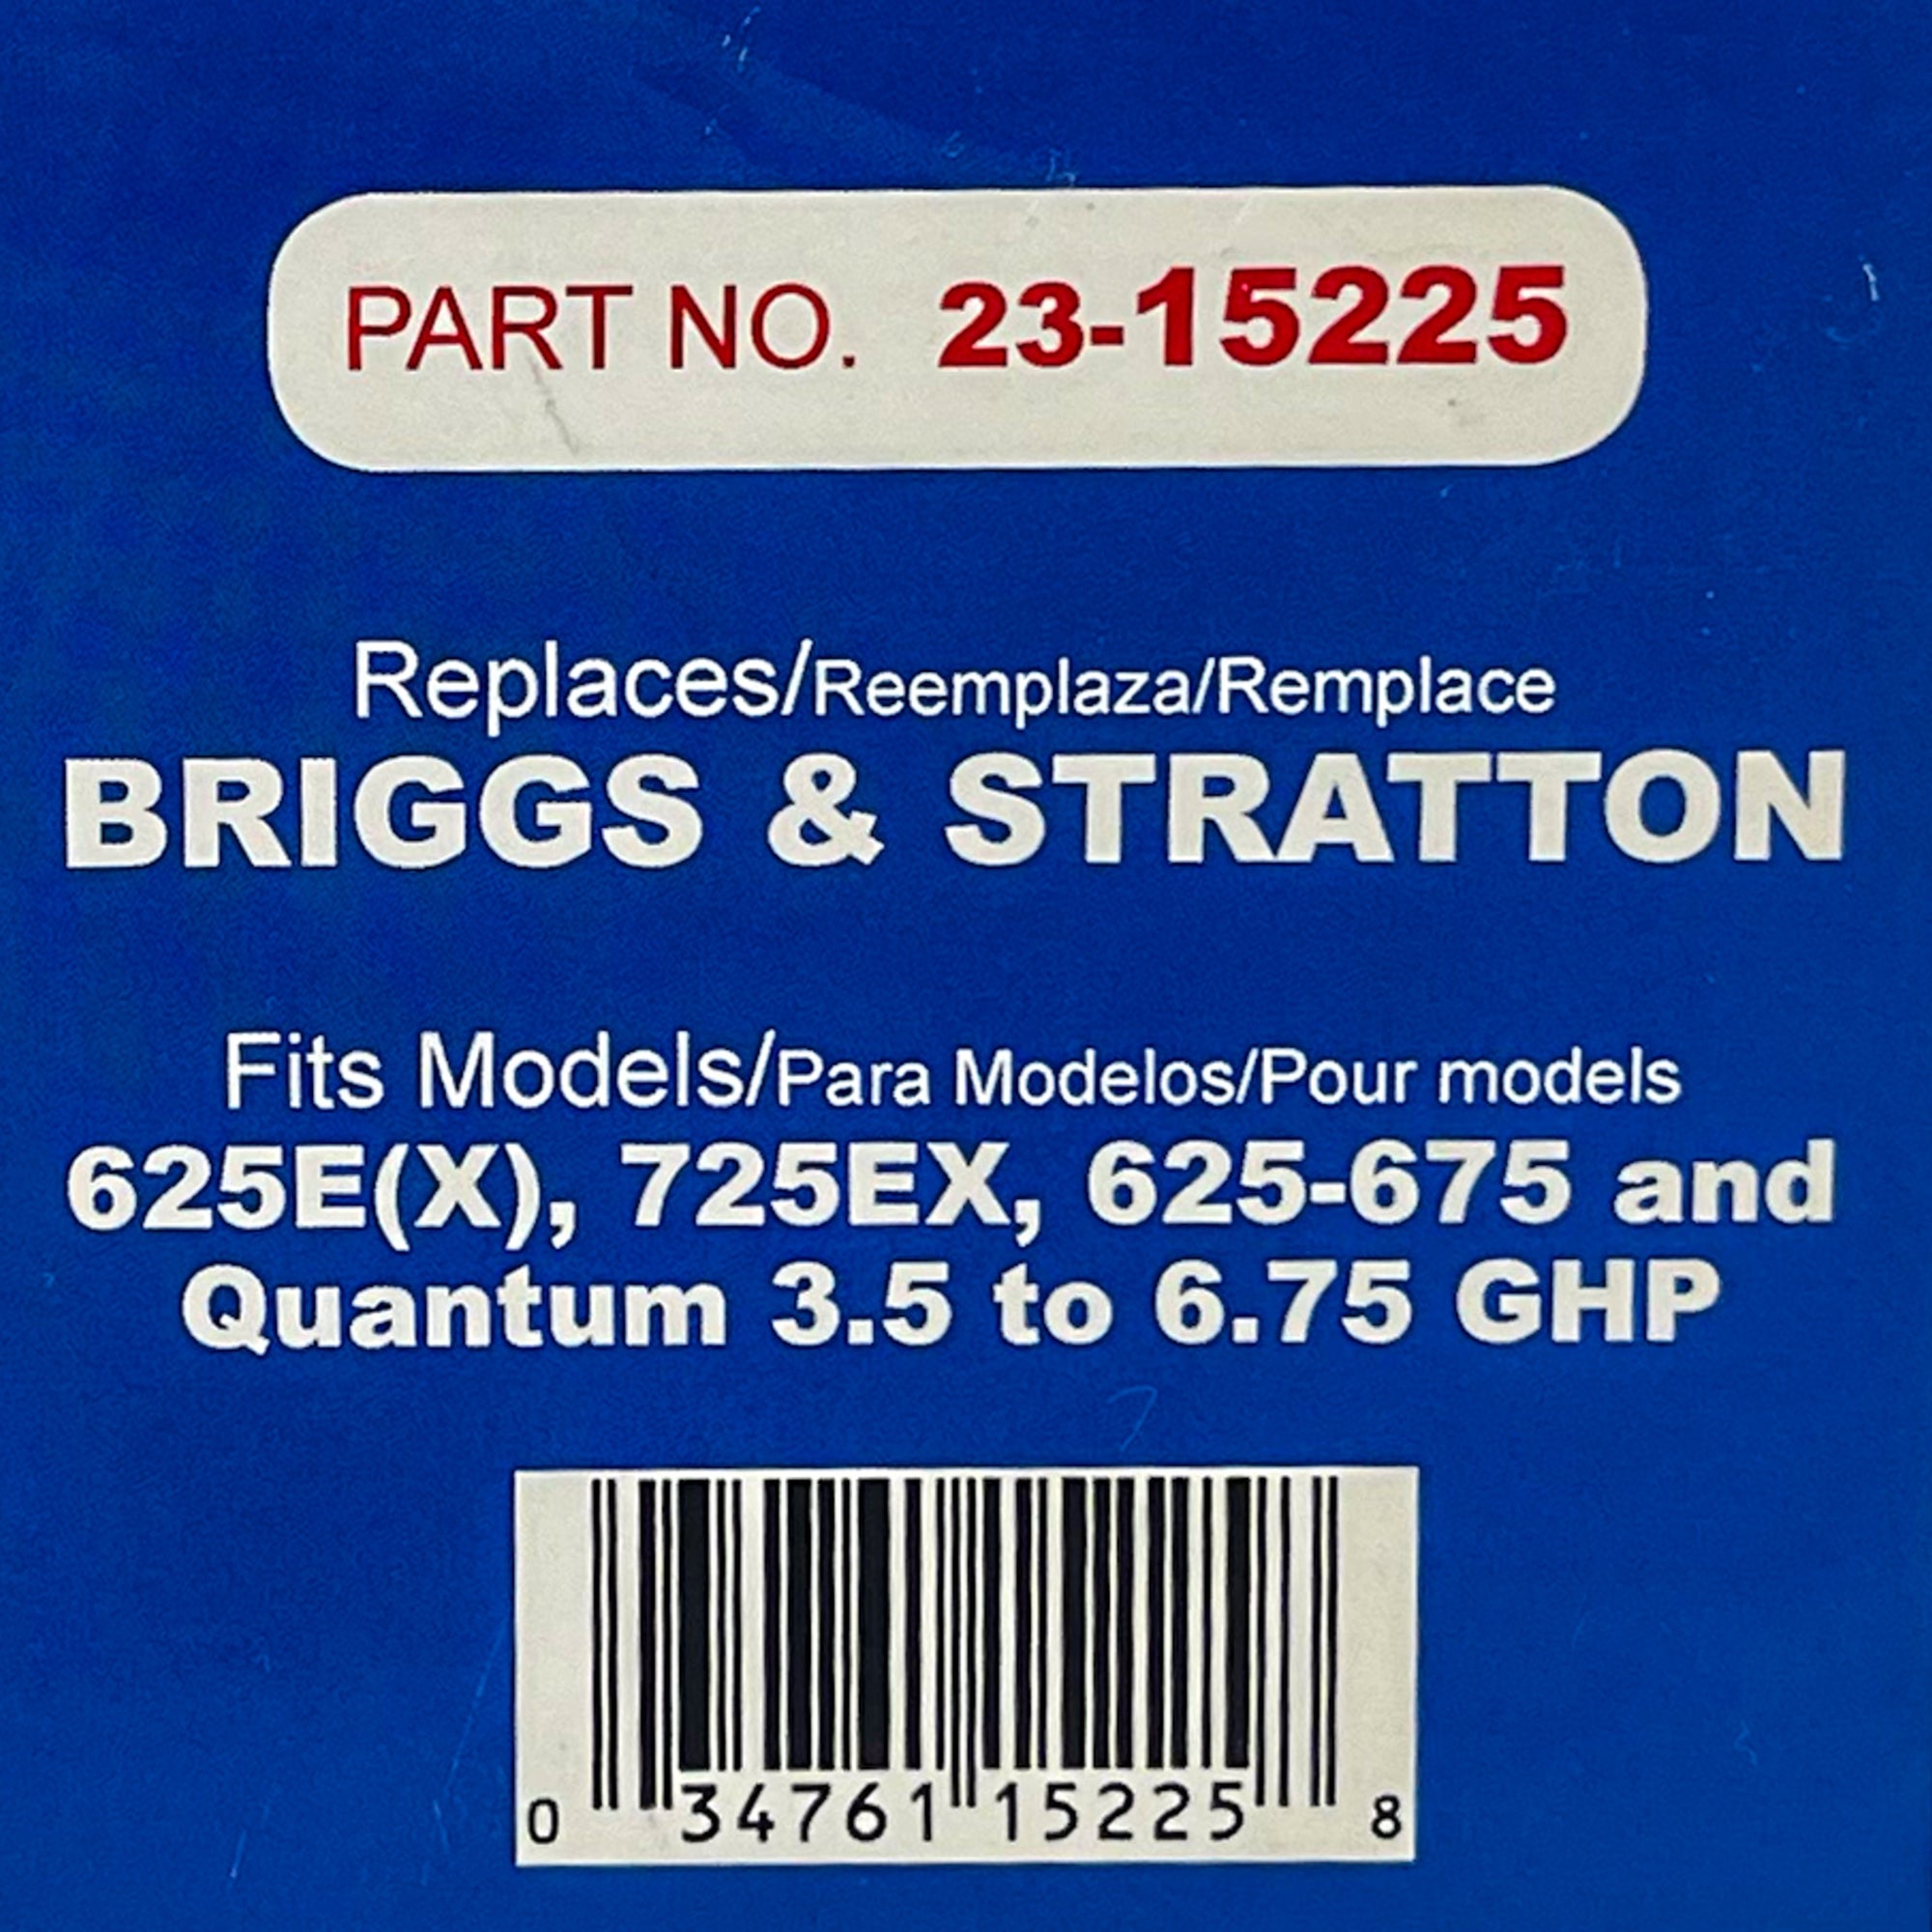 PART NO. 23-15225
Replaces/Reemplaza/Remplace
BRIGGS & STRATTON
Fits Models/Para Modelos/Pour models
625E(X), 725EX, 625-675 and
Quantum 3.5 to 6.75 GHP
0 34761 15225 8